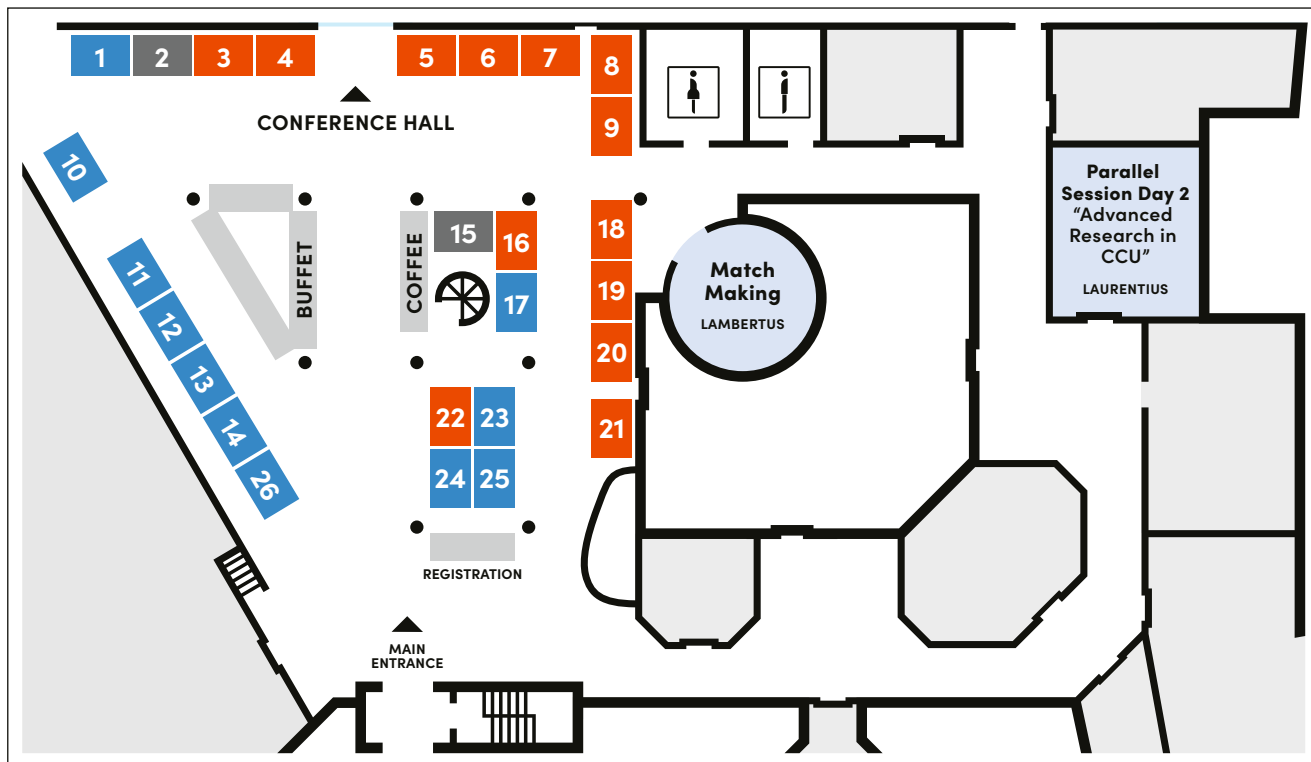 1
2
3
4
5
6
7
8
9
CONFERENCE HALL
10
Parallel
Session Day 2
“Advanced
Research in
CCU”
LAURENTIUS
11
12
13
14
26
BUFFET
COFFEE
15
16
17
18
19
20
21
Match
Making
LAMBERTUS
22
23
24
25
REGISTRATION
MAIN
ENTRANCE